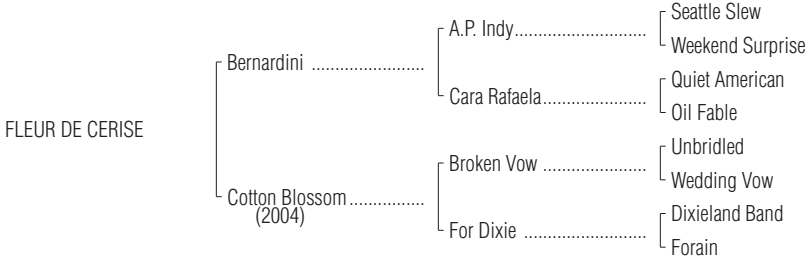 Seattle Slew
A.P. Indy..............................
Weekend Surprise
Bernardini ..........................
Quiet American
Cara Rafaela........................
Oil Fable
FLEUR DE CERISE
Unbridled
Broken Vow ........................
Wedding Vow
Cotton Blossom..................
(2004)
Dixieland Band
For Dixie ............................
Forain